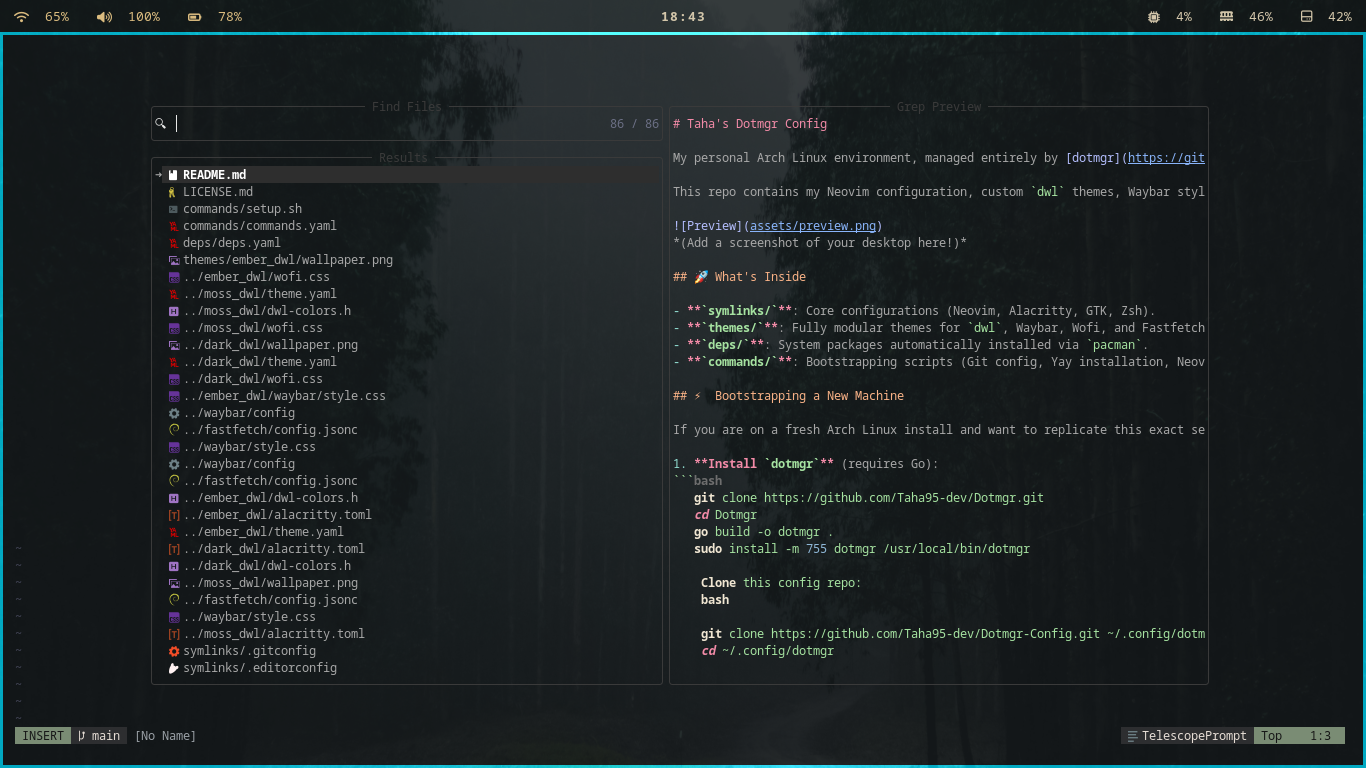 65% 100% 78% 18:43 4% 46% 42%
Find Files
86 / 86
Results
README.md
LICENSE.md
commands/setup.sh
commands/commands.yaml
deps/deps.yaml
themes/ember_dwl/wallpaper.png
../ember_dwl/wofi.css
../moss_dwl/theme.yaml
../moss_dwl/dwl-colors.h
../moss_dwl/wofi.css
../dark_dwl/wallpaper.png
../dark_dwl/theme.yaml
../dark_dwl/wofi.css
../ember_dwl/waybar/style.css
../waybar/config
../fastfetch/config.jsonc
../waybar/style.css
../waybar/config
../fastfetch/config.jsonc
../ember_dwl/dwl-colors.h
../ember_dwl/alacritty.toml
../ember_dwl/theme.yaml
../dark_dwl/alacritty.toml
../dark_dwl/dwl-colors.h
../moss_dwl/wallpaper.png
../fastfetch/config.jsonc
../waybar/style.css
../moss_dwl/alacritty.toml
symlinks/.gitconfig
symlinks/.editorconfig
Grep Preview
# Taha's Dotmgr Config
My personal Arch Linux environment, managed entirely by [dotmgr](https://git
This repo contains my Neovim configuration, custom `dwl` themes, Waybar styl
![Preview](assets/preview.png)
*(Add a screenshot of your desktop here!)*
## 🚀 What's Inside
- **`symlinks/`**: Core configurations (Neovim, Alacritty, GTK, Zsh).
- **`themes/`**: Fully modular themes for `dwl`, Waybar, Wofi, and Fastfetch
- **`deps/`**: System packages automatically installed via `pacman`.
- **`commands/`**: Bootstrapping scripts (Git config, Yay installation, Neov
## ⚡ Bootstrapping a New Machine
If you are on a fresh Arch Linux install and want to replicate this exact se
1. **Install `dotmgr`** (requires Go):
```bash
git clone https://github.com/Taha95-dev/Dotmgr.git
cd Dotmgr
go build -o dotmgr .
sudo install -m 755 dotmgr /usr/local/bin/dotmgr
Clone this config repo:
bash
git clone https://github.com/Taha95-dev/Dotmgr-Config.git ~/.config/dotm
cd ~/.config/dotmgr
~
~
~
~
~
~
~
~
~
~
~
INSERT main [No Name] TelescopePrompt Top 1:3